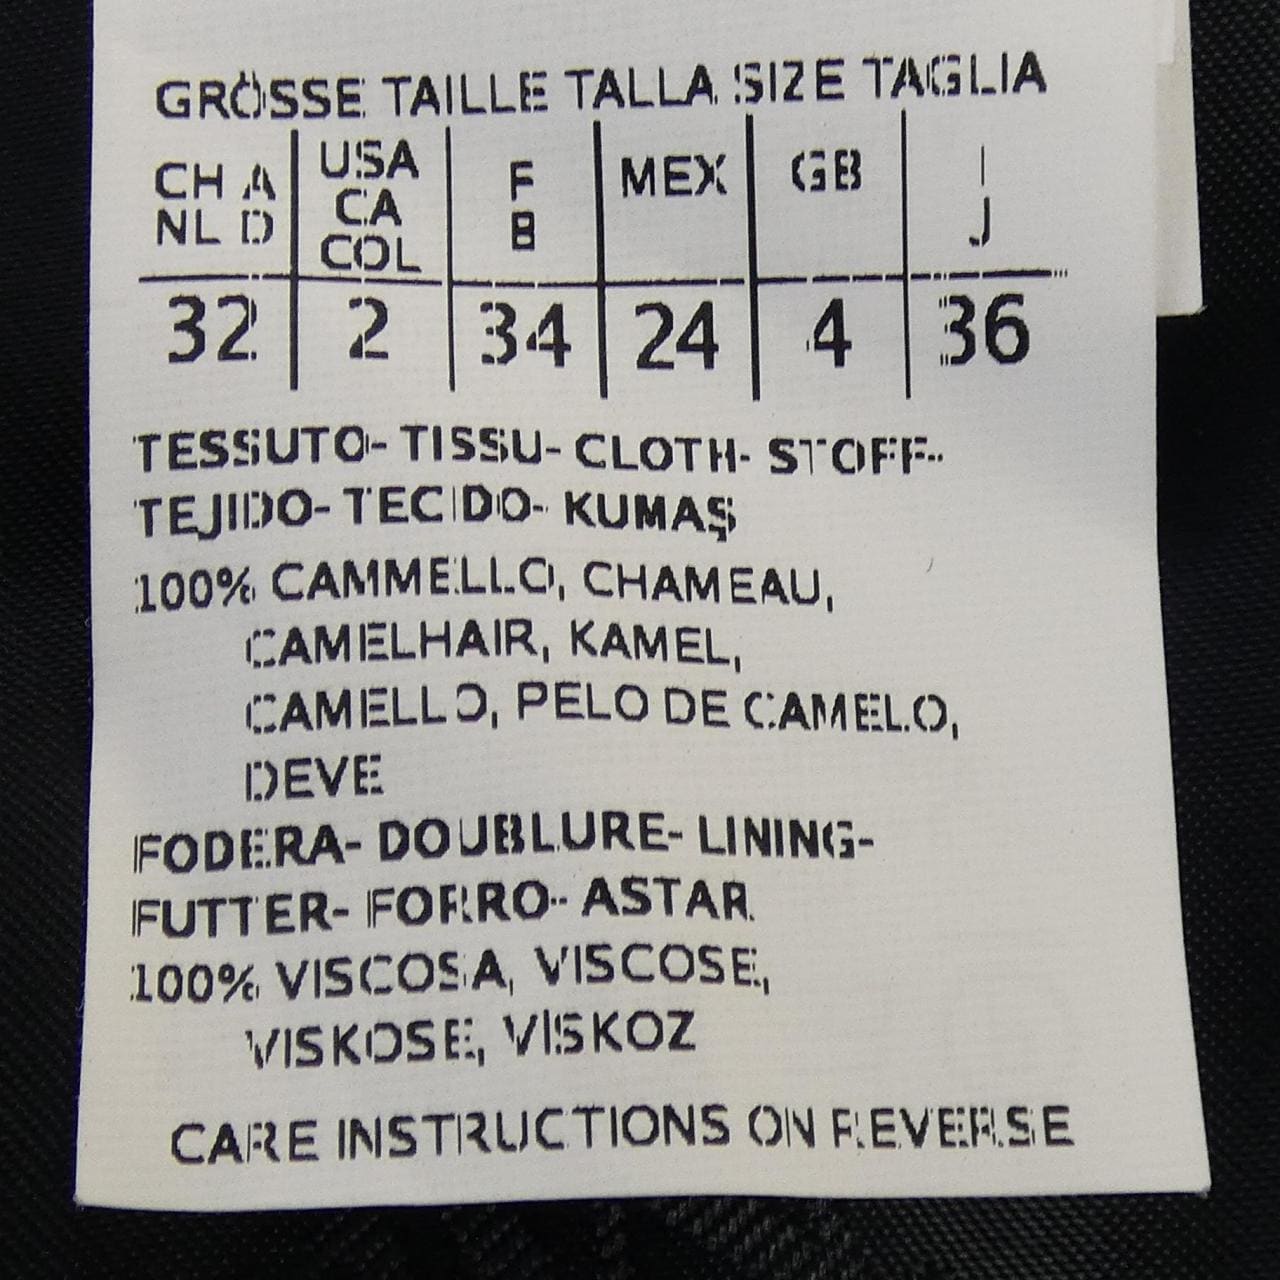 GRÖSSE TAILLE TALLA SIZE TAGLIA
CH A NL D | USA CA COL | F B | MEX | GB | I J
32 | 2 | 34 | 24 | 4 | 36
TESSUTO- TISSU- CLOTH- STOFF-
TEJIDO- TECIDO- KUMAŞ
100% CAMMELLO, CHAMEAU,
CAMELHAIR, KAMEL,
CAMELLO, PELO DE CAMELO,
DEVE
FODERA- DOUBLURE- LINING-
FUTTER- FORRO- ASTAR
100% VISCOSA, VISCOSE,
VISKOSE, VISKOZ
CARE INSTRUCTIONS ON REVERSE